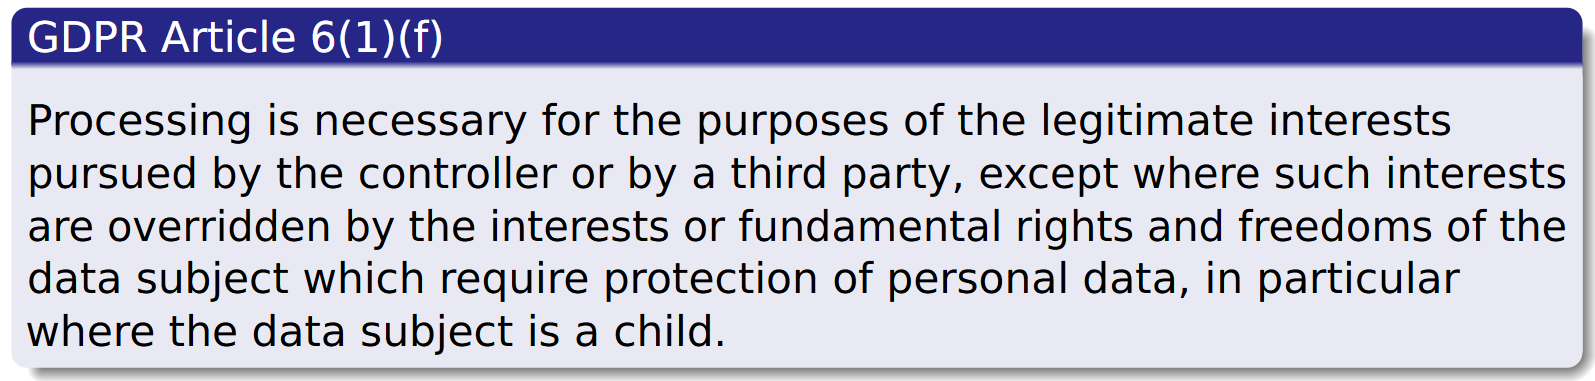 GDPR Article 6(1)(f)
Processing is necessary for the purposes of the legitimate interests
pursued by the controller or by a third party, except where such interests
are overridden by the interests or fundamental rights and freedoms of the
data subject which require protection of personal data, in particular
where the data subject is a child.